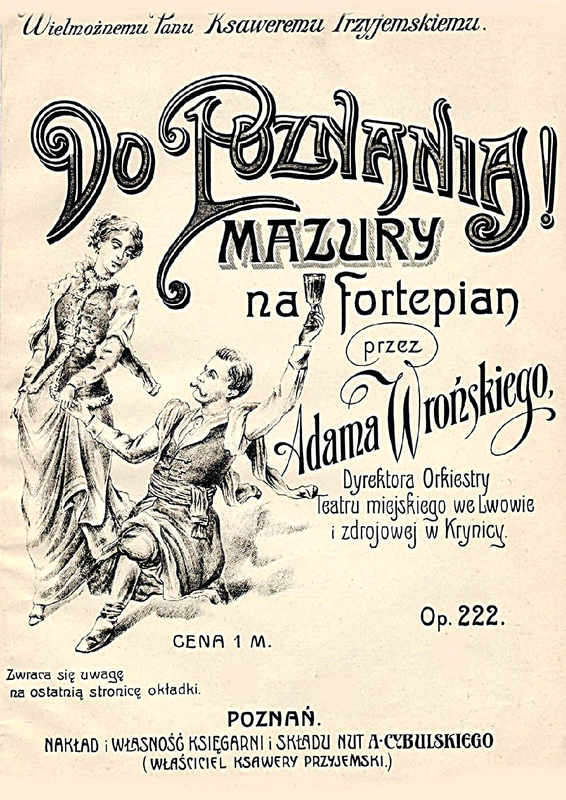 Wielmożnemu Panu Ksaweremu Przyjemskiemu.
DO POZNANIA!
MAZURY
na fortepian
przez
Adama Wrońskiego,
Dyrektora Orkiestry
Teatru miejskiego we Lwowie
i zdrojowej w Krynicy.
Op. 222.
CENA 1 M.
Zwraca się uwagę
na ostatnią stronicę okładki.
POZNAŃ.
NAKŁAD i WŁASNOŚĆ KSIĘGARNI i SKŁADU NUT A·CYBULSKIEGO
(WŁAŚCICIEL KSAWERY PRZYJEMSKI.)